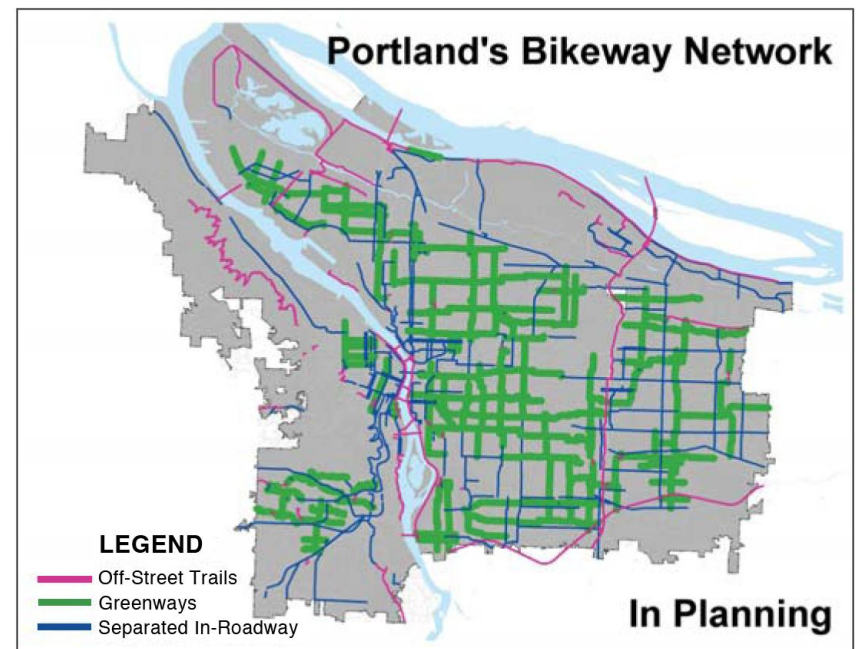 Portland's Bikeway Network
LEGEND
Off-Street Trails
Greenways
Separated In-Roadway
In Planning